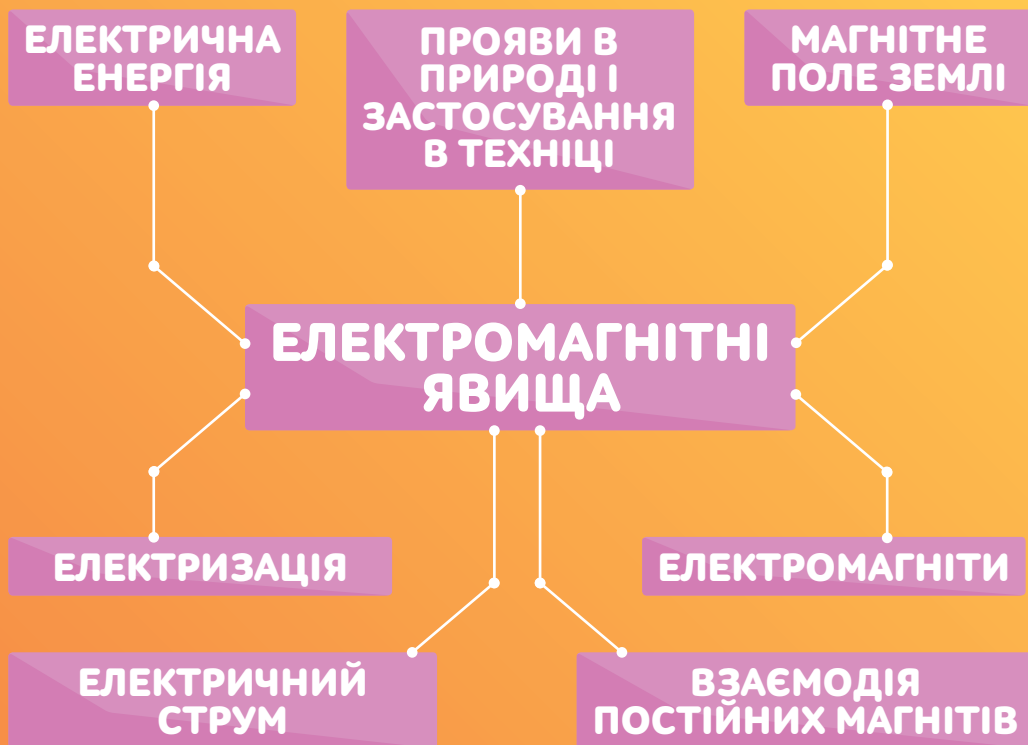 ЕЛЕКТРИЧНА
ЕНЕРГІЯ
ПРОЯВИ В
ПРИРОДІ І
ЗАСТОСУВАННЯ
В ТЕХНІЦІ
МАГНІТНЕ
ПОЛЕ ЗЕМЛІ
ЕЛЕКТРОМАГНІТНІ
ЯВИЩА
ЕЛЕКТРИЗАЦІЯ
ЕЛЕКТРОМАГНІТИ
ЕЛЕКТРИЧНИЙ
СТРУМ
ВЗАЄМОДІЯ
ПОСТІЙНИХ МАГНІТІВ